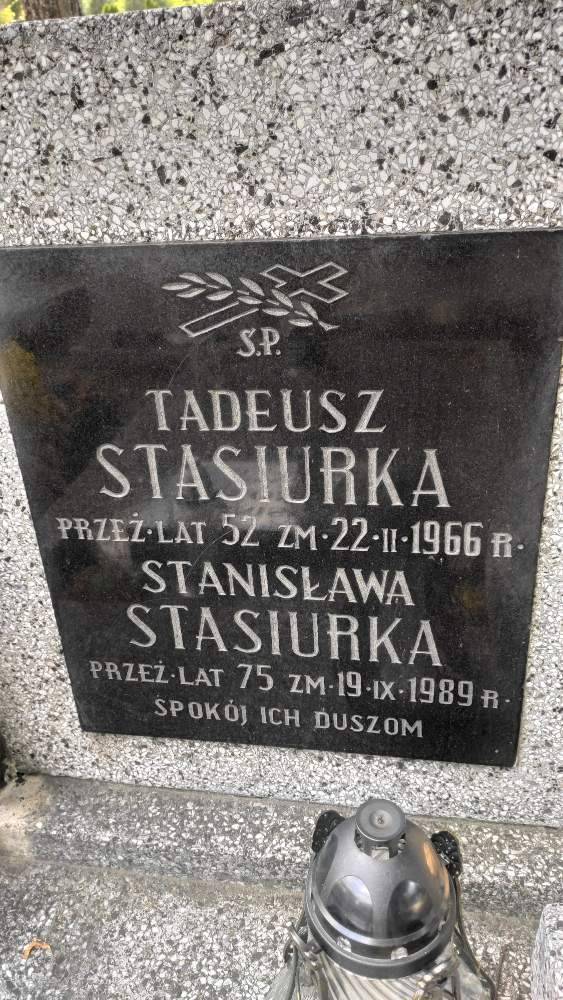 Ś.P.
TADEUSZ
STASIURKA
PRZEŻ·LAT 52 ZM·22·II·1966 R·
STANISŁAWA
STASIURKA
PRZEŻ·LAT 75 ZM·19·IX·1989 R·
SPOKÓJ ICH DUSZOM